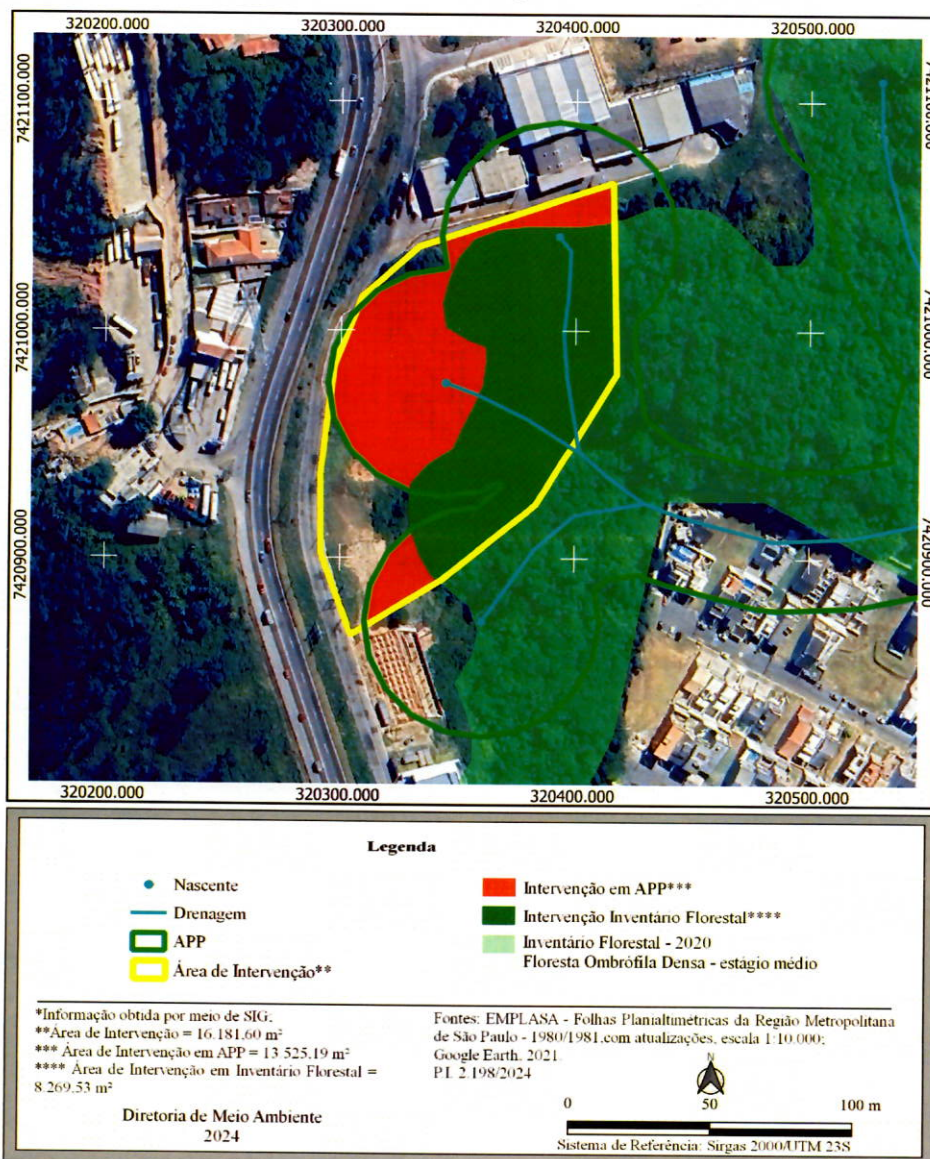 320200.000 320300.000 320400.000 320500.000
7421100.000
7421100.000
7421000.000
7421000.000
7420900.000
7420900.000
320200.000 320300.000 320400.000 320500.000
Legenda
Nascente
Drenagem
APP
Área de Intervenção**
Intervenção em APP***
Intervenção Inventário Florestal****
Inventário Florestal - 2020
Floresta Ombrófila Densa - estágio médio
*Informação obtida por meio de SIG;
**Área de Intervenção = 16.181,60 m²
*** Área de Intervenção em APP = 13.525,19 m²
**** Área de Intervenção em Inventário Florestal =
8.269,53 m²
Diretoria de Meio Ambiente
2024
Fontes: EMPLASA - Folhas Planialtimétricas da Região Metropolitana
de São Paulo - 1980/1981,com atualizações, escala 1:10.000;
Google Earth, 2021.
P.I. 2.198/2024
N
0 50 100 m
Sistema de Referência: Sirgas 2000/UTM 23S